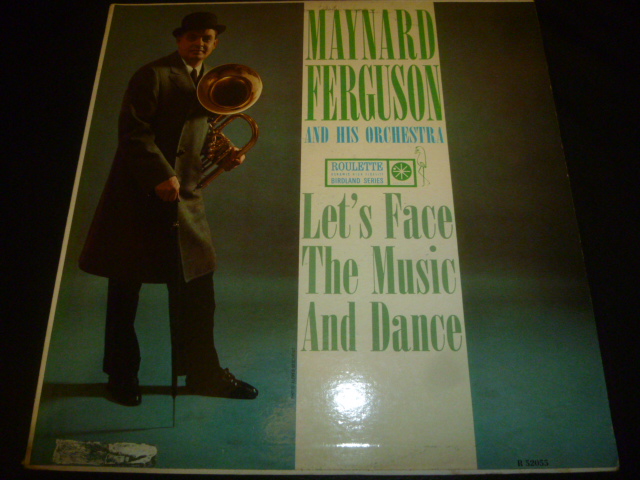 MAYNARD
FERGUSON
AND HIS ORCHESTRA
ROULETTE
BIRDLAND SERIES
Let's Face
The Music
And Dance
R 52055